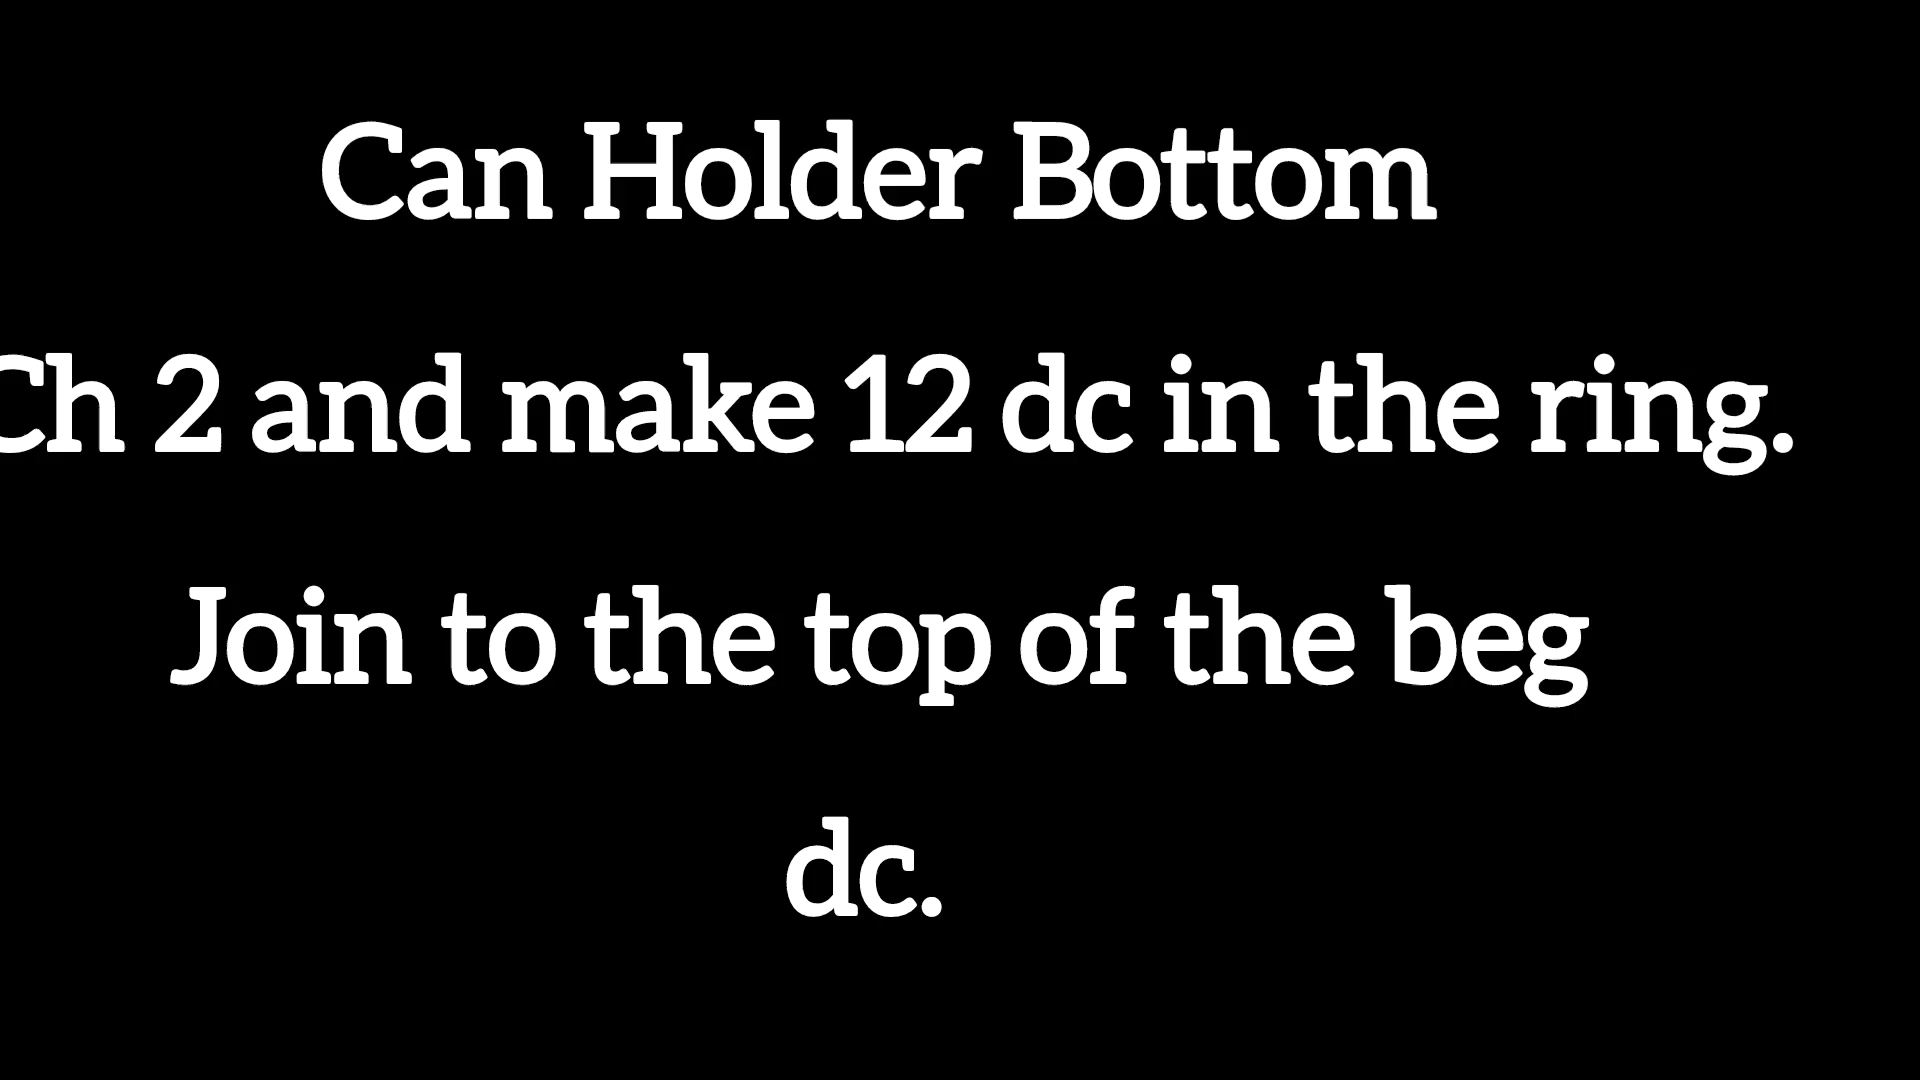 Can Holder Bottom
Ch 2 and make 12 dc in the ring.
Join to the top of the beg
dc.